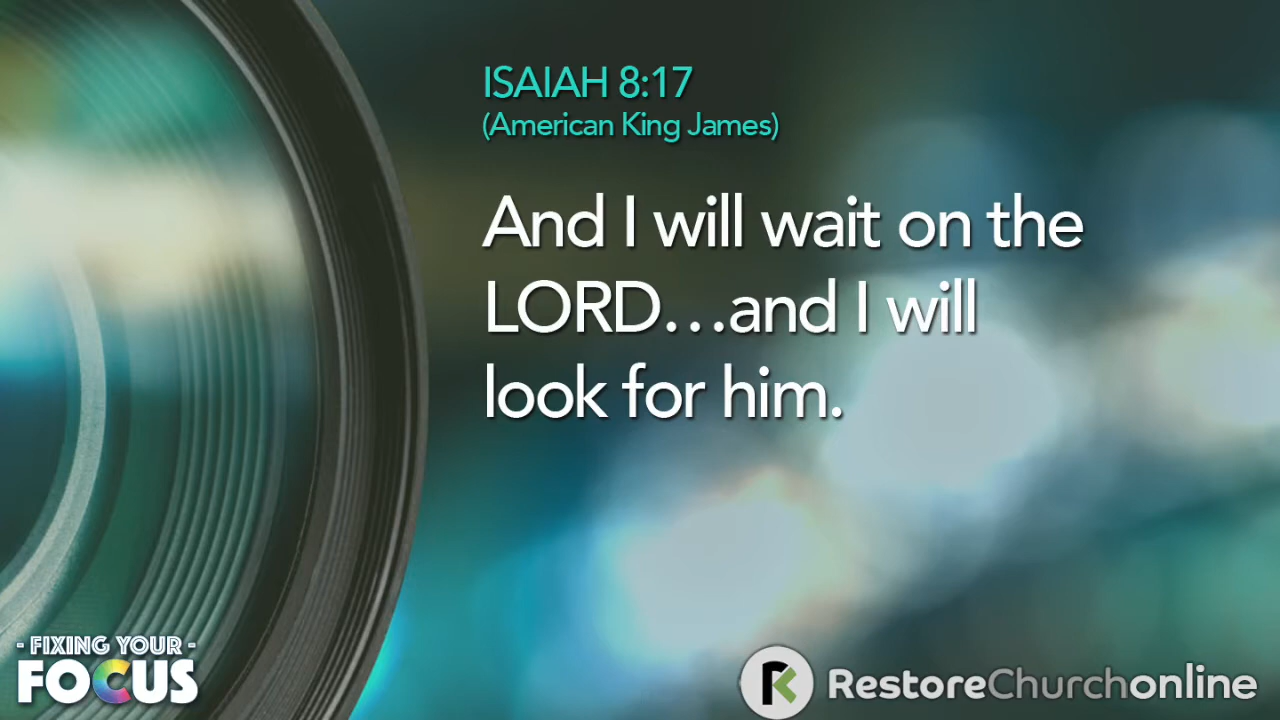 ISAIAH 8:17
(American King James)
And I will wait on the
LORD…and I will
look for him.
- FIXING YOUR -
FOCUS
RestoreChurchonline